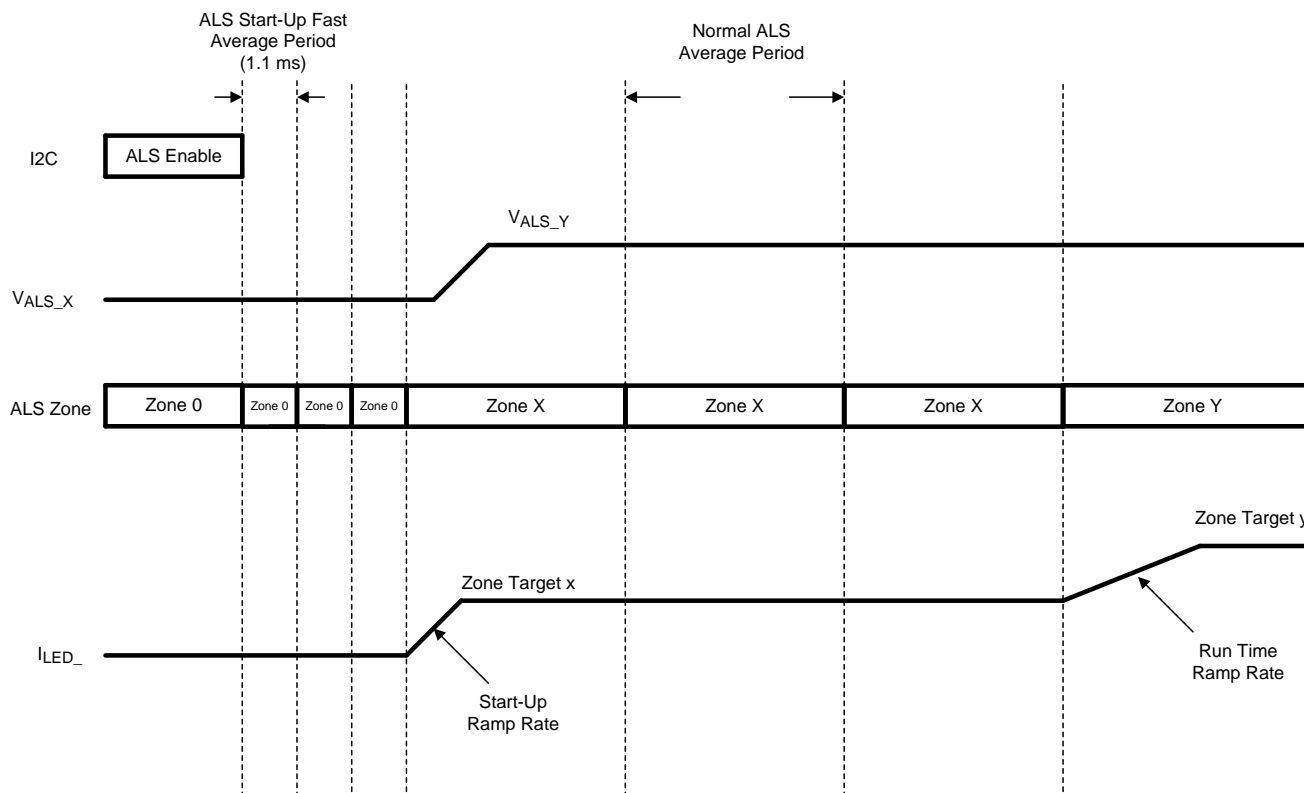 ALS Start-Up Fast
Average Period
(1.1 ms)
Normal ALS
Average Period
I2C
ALS Enable
VALS_Y
VALS_X
ALS Zone
Zone 0
Zone 0
Zone 0
Zone 0
Zone X
Zone X
Zone X
Zone Y
Zone Target y
Zone Target x
ILED_
Start-Up
Ramp Rate
Run Time
Ramp Rate